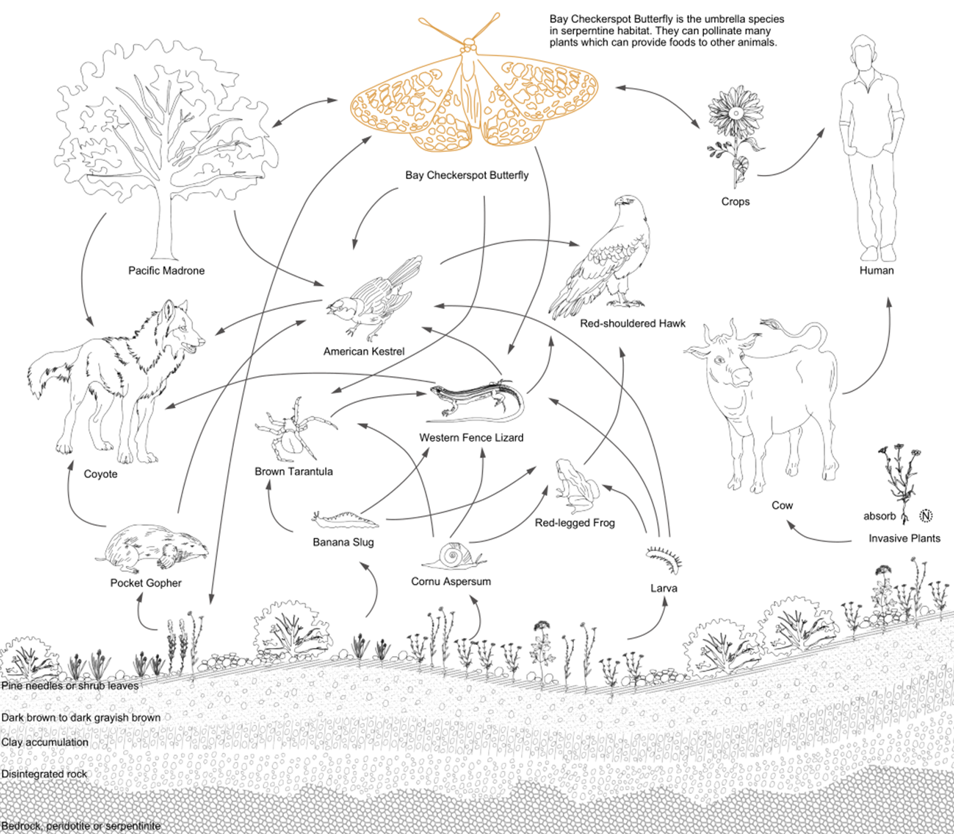 Bay Checkerspot Butterfly is the umbrella species
in serperntine habitat. They can pollinate many
plants which can provide foods to other animals.
Bay Checkerspot Butterfly
Crops
Pacific Madrone
Human
Red-shouldered Hawk
American Kestrel
Western Fence Lizard
Brown Tarantula
Coyote
Cow
absorb N
Red-legged Frog
Invasive Plants
Banana Slug
Pocket Gopher
Cornu Aspersum
Larva
Pine needles or shrub leaves
Dark brown to dark grayish brown
Clay accumulation
Disintegrated rock
Bedrock, peridotite or serpentinite